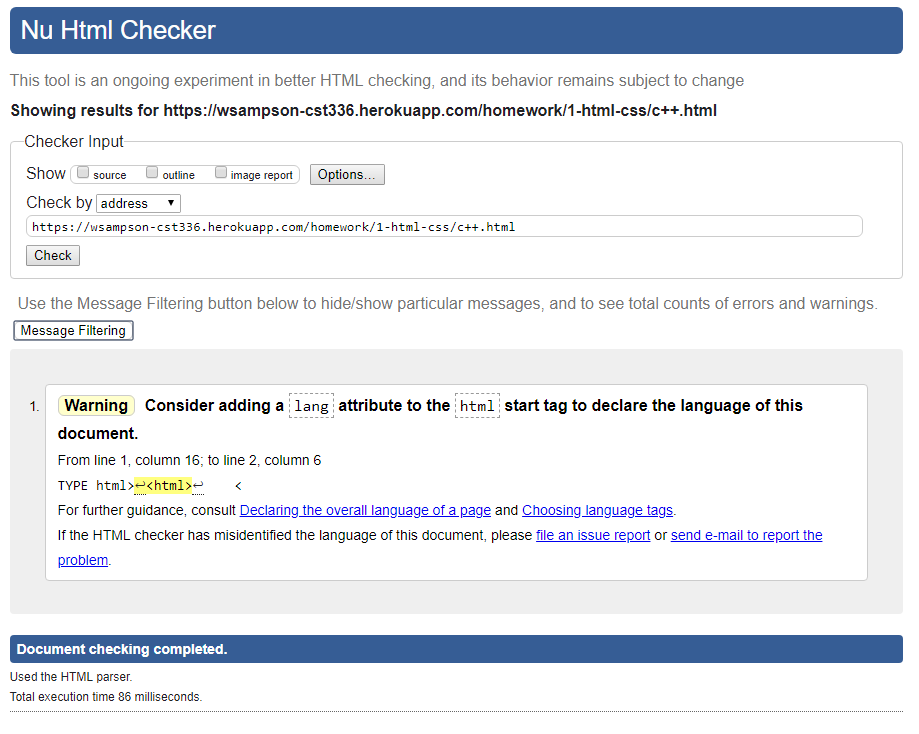 Nu Html Checker
This tool is an ongoing experiment in better HTML checking, and its behavior remains subject to change
Showing results for https://wsampson-cst336.herokuapp.com/homework/1-html-css/c++.html
Checker Input
Show source outline image report Options...
Check by address ▼
https://wsampson-cst336.herokuapp.com/homework/1-html-css/c++.html
Check
Use the Message Filtering button below to hide/show particular messages, and to see total counts of errors and warnings.
Message Filtering
1. Warning Consider adding a lang attribute to the html start tag to declare the language of this
document.
From line 1, column 16; to line 2, column 6
TYPE html>↩<html>↩    <
For further guidance, consult Declaring the overall language of a page and Choosing language tags.
If the HTML checker has misidentified the language of this document, please file an issue report or send e-mail to report the
problem.
Document checking completed.
Used the HTML parser.
Total execution time 86 milliseconds.